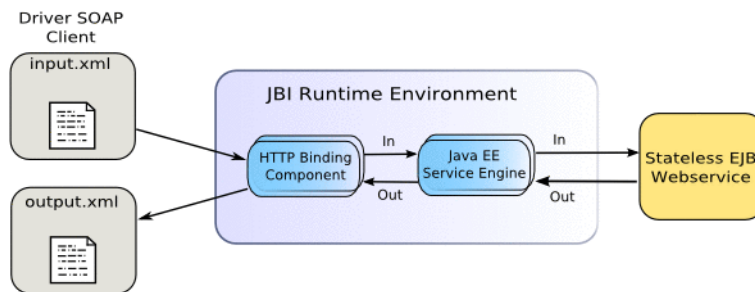 Driver SOAP
Client
input.xml
JBI Runtime Environment
In
In
HTTP Binding
Component
Java EE
Service Engine
Stateless EJB
Webservice
Out
Out
output.xml